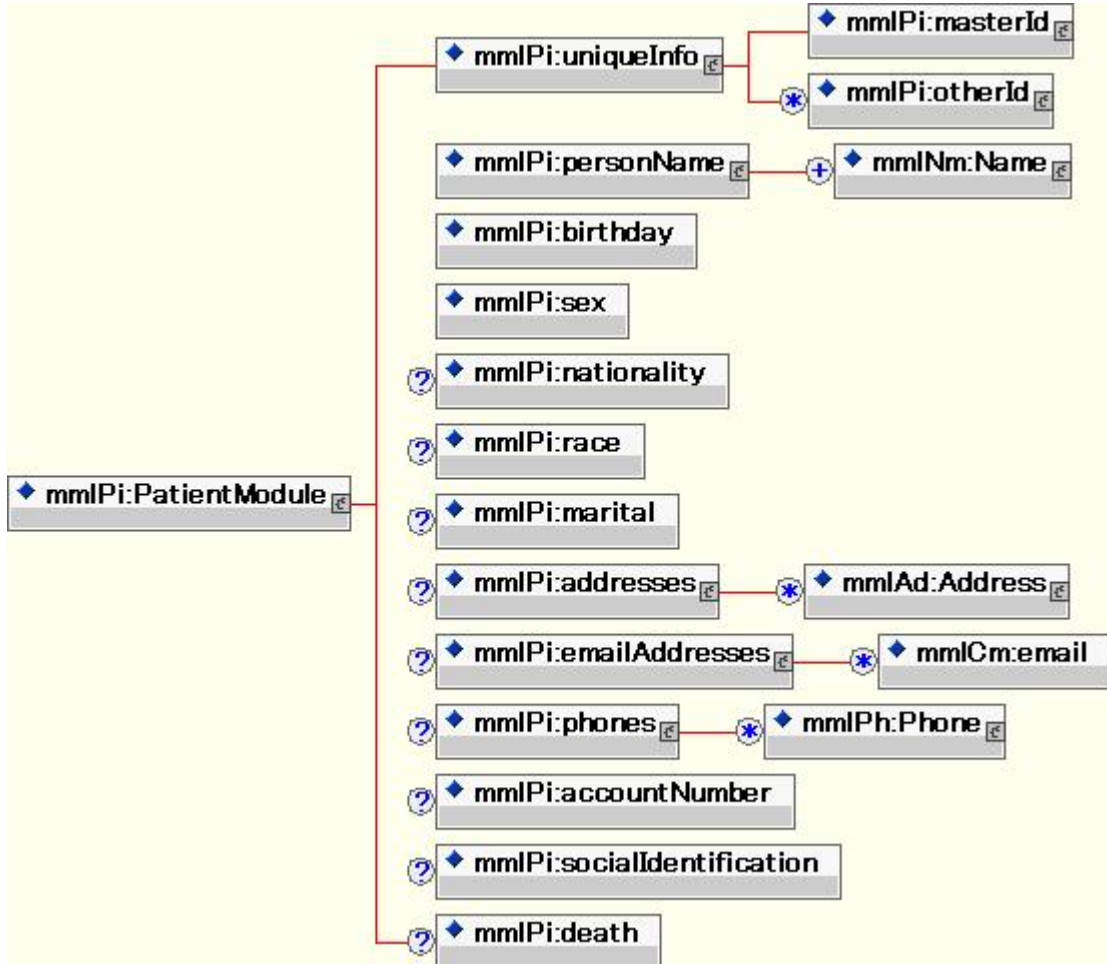 mmlPi:masterId
mmlPi:uniqueInfo
* mmlPi:otherId
mmlPi:personName + mmlNm:Name
mmlPi:birthday
mmlPi:sex
? mmlPi:nationality
? mmlPi:race
mmlPi:PatientModule
? mmlPi:marital
? mmlPi:addresses * mmlAd:Address
? mmlPi:emailAddresses * mmlCm:email
? mmlPi:phones * mmlPh:Phone
? mmlPi:accountNumber
? mmlPi:socialIdentification
? mmlPi:death